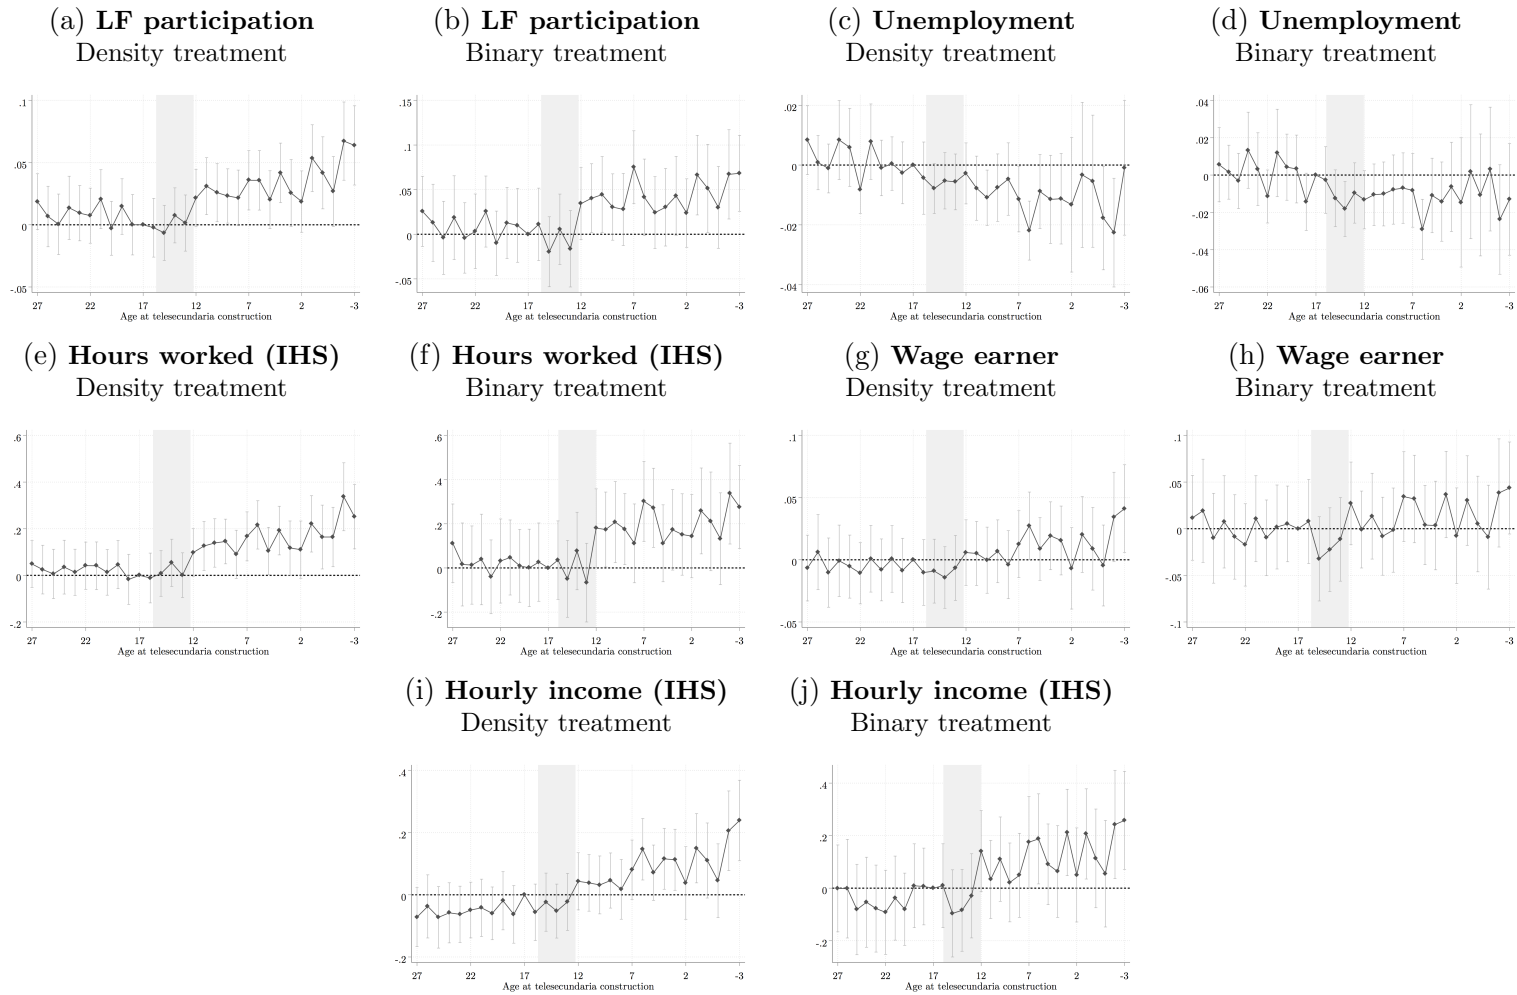 (a) LF participation
Density treatment
(b) LF participation
Binary treatment
(c) Unemployment
Density treatment
(d) Unemployment
Binary treatment
.1
.05
0
-.05
27 22 17 12 7 2 -3
Age at telesecundaria construction
.15
.1
.05
0
-.05
27 22 17 12 7 2 -3
Age at telesecundaria construction
.02
0
-.02
-.04
27 22 17 12 7 2 -3
Age at telesecundaria construction
.04
.02
0
-.02
-.04
-.06
27 22 17 12 7 2 -3
Age at telesecundaria construction
(e) Hours worked (IHS)
Density treatment
(f) Hours worked (IHS)
Binary treatment
(g) Wage earner
Density treatment
(h) Wage earner
Binary treatment
.6
.4
.2
0
-.2
27 22 17 12 7 2 -3
Age at telesecundaria construction
.6
.4
.2
0
-.2
27 22 17 12 7 2 -3
Age at telesecundaria construction
.1
.05
0
-.05
27 22 17 12 7 2 -3
Age at telesecundaria construction
.1
.05
0
-.05
-.1
27 22 17 12 7 2 -3
Age at telesecundaria construction
(i) Hourly income (IHS)
Density treatment
(j) Hourly income (IHS)
Binary treatment
.4
.2
0
-.2
27 22 17 12 7 2 -3
Age at telesecundaria construction
.4
.2
0
-.2
27 22 17 12 7 2 -3
Age at telesecundaria construction